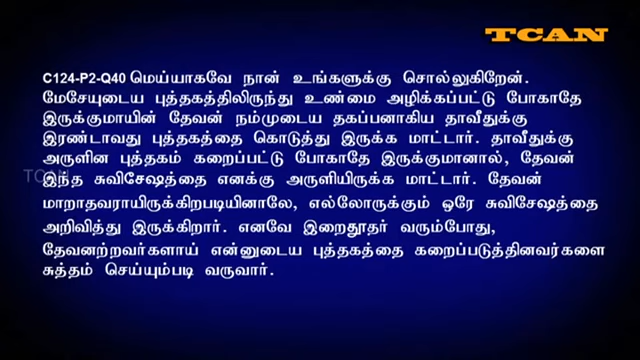 TCAN
C124-P2-Q40 மெய்யாகவே நான் உங்களுக்கு சொல்லுகிறேன்.
மேசேயுடைய புத்தகத்திலிருந்து உண்மை அழிக்கப்பட்டு போகாதே
இருக்குமாயின் தேவன் நம்முடைய தகப்பனாகிய தாவீதுக்கு
இரண்டாவது புத்தகத்தை கொடுத்து இருக்க மாட்டார். தாவீதுக்கு
அருளின புத்தகம் கறைப்பட்டு போகாதே இருக்குமானால், தேவன்
இந்த சுவிசேஷத்தை எனக்கு அருளியிருக்க மாட்டார். தேவன்
TCAN
மாறாதவராயிருக்கிறபடியினாலே, எல்லோருக்கும் ஒரே சுவிசேஷத்தை
அறிவித்து இருக்கிறார். எனவே இறைதூதர் வரும்போது,
தேவனற்றவர்களாய் என்னுடைய புத்தகத்தை கறைப்படுத்தினவர்களை
சுத்தம் செய்யும்படி வருவார்.